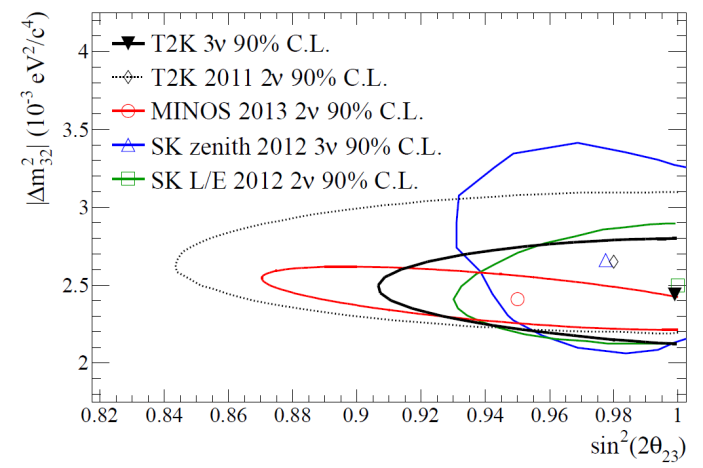 |Δm²₃₂| (10⁻³ eV²/c⁴)
4
3.5
3
2.5
2
T2K 3ν 90% C.L.
T2K 2011 2ν 90% C.L.
MINOS 2013 2ν 90% C.L.
SK zenith 2012 3ν 90% C.L.
SK L/E 2012 2ν 90% C.L.
0.82 0.84 0.86 0.88 0.9 0.92 0.94 0.96 0.98 1
sin²(2θ₂₃)